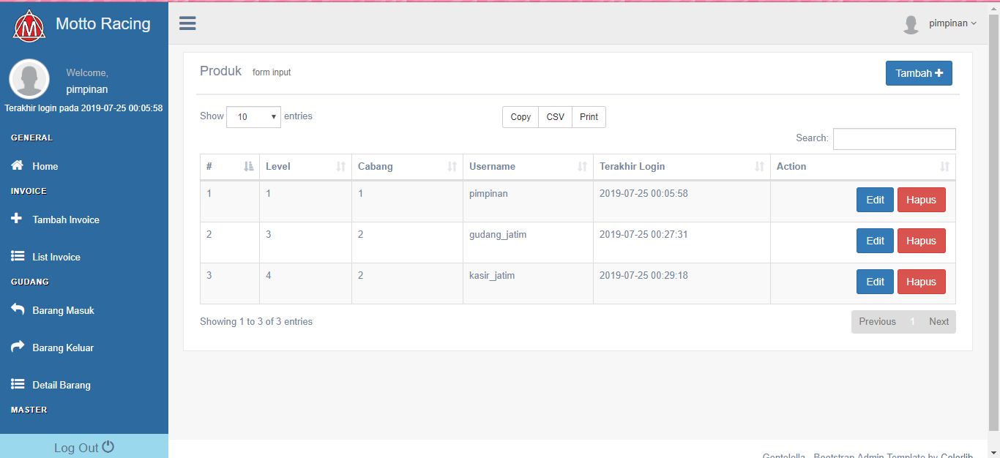 M Motto Racing
pimpinan
Welcome,
pimpinan
Terakhir login pada 2019-07-25 00:05:58
GENERAL
Home
INVOICE
Tambah Invoice
List Invoice
GUDANG
Barang Masuk
Barang Keluar
Detail Barang
MASTER
Log Out
Produk form input
Tambah
Show 10 entries
Copy CSV Print
Search:
# Level Cabang Username Terakhir Login Action
1 1 1 pimpinan 2019-07-25 00:05:58 Edit Hapus
2 3 2 gudang_jatim 2019-07-25 00:27:31 Edit Hapus
3 4 2 kasir_jatim 2019-07-25 00:29:18 Edit Hapus
Showing 1 to 3 of 3 entries
Previous 1 Next
Gentelella - Bootstrap Admin Template by Colorlib